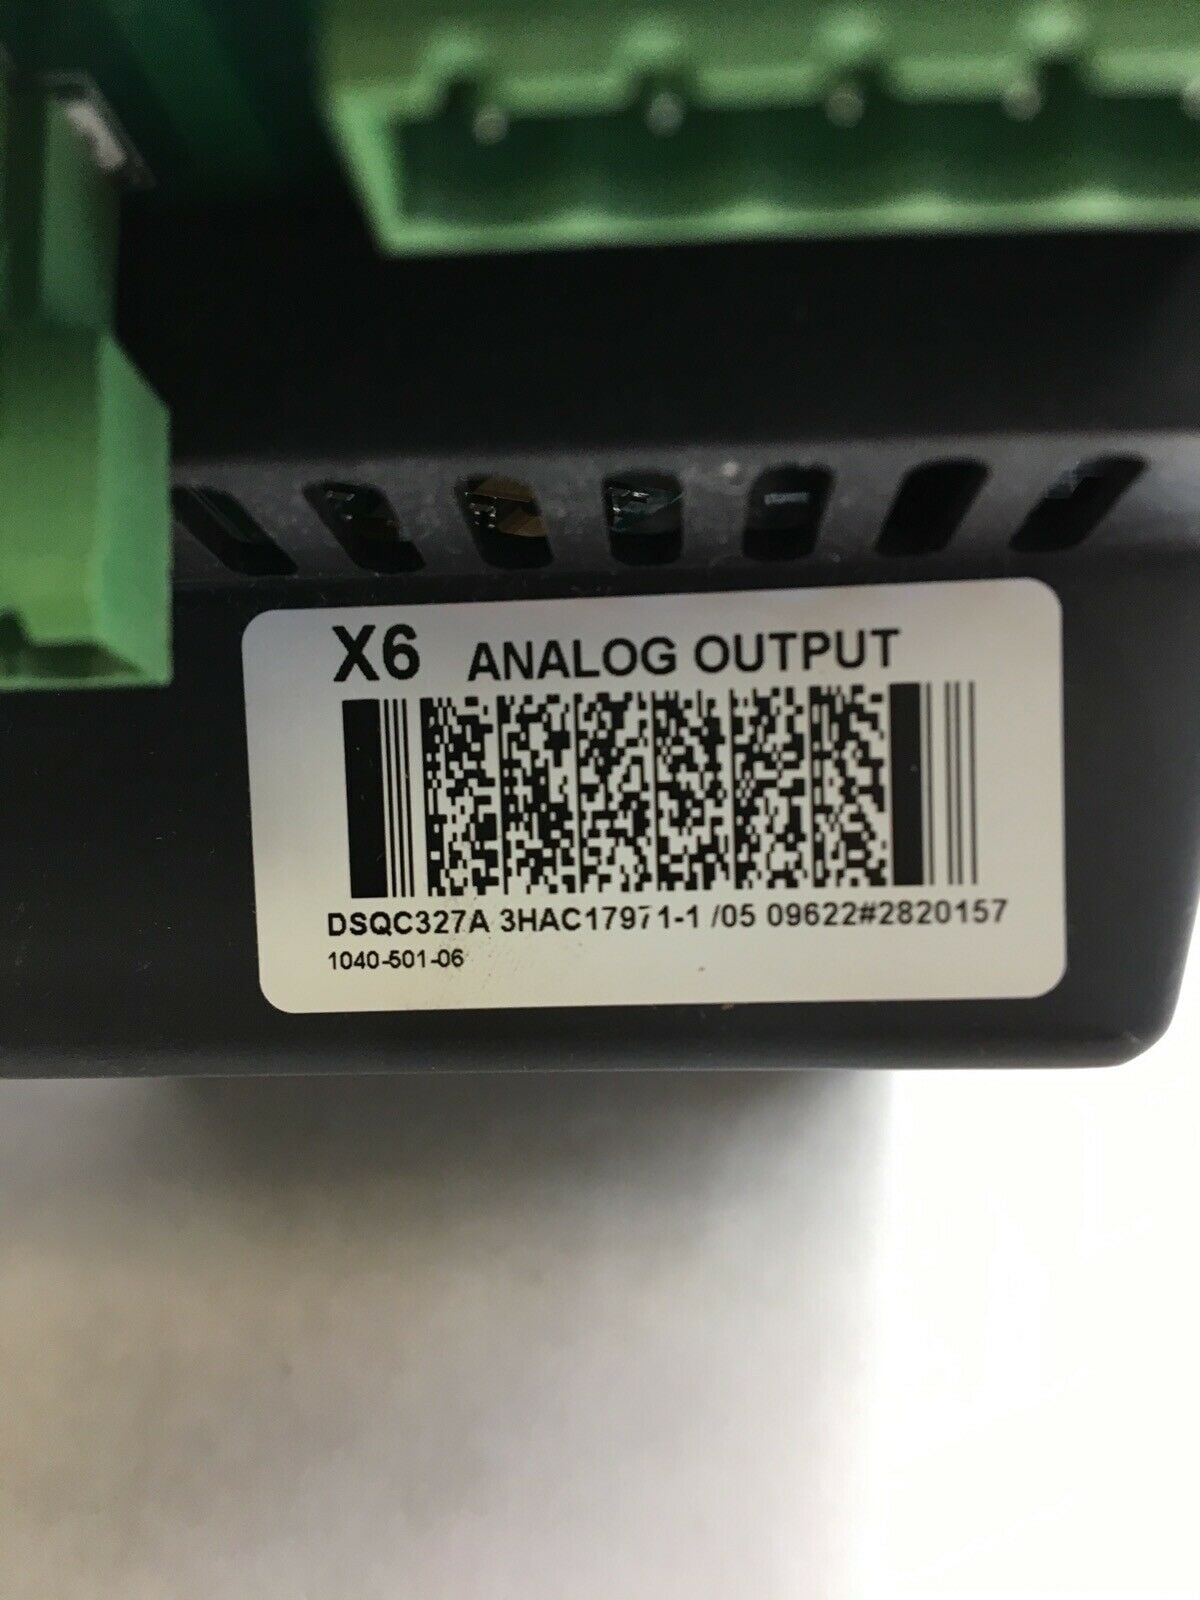 X6 ANALOG OUTPUT
DSQC327A 3HAC17971-1 /05 09622#2820157
1040-501-06